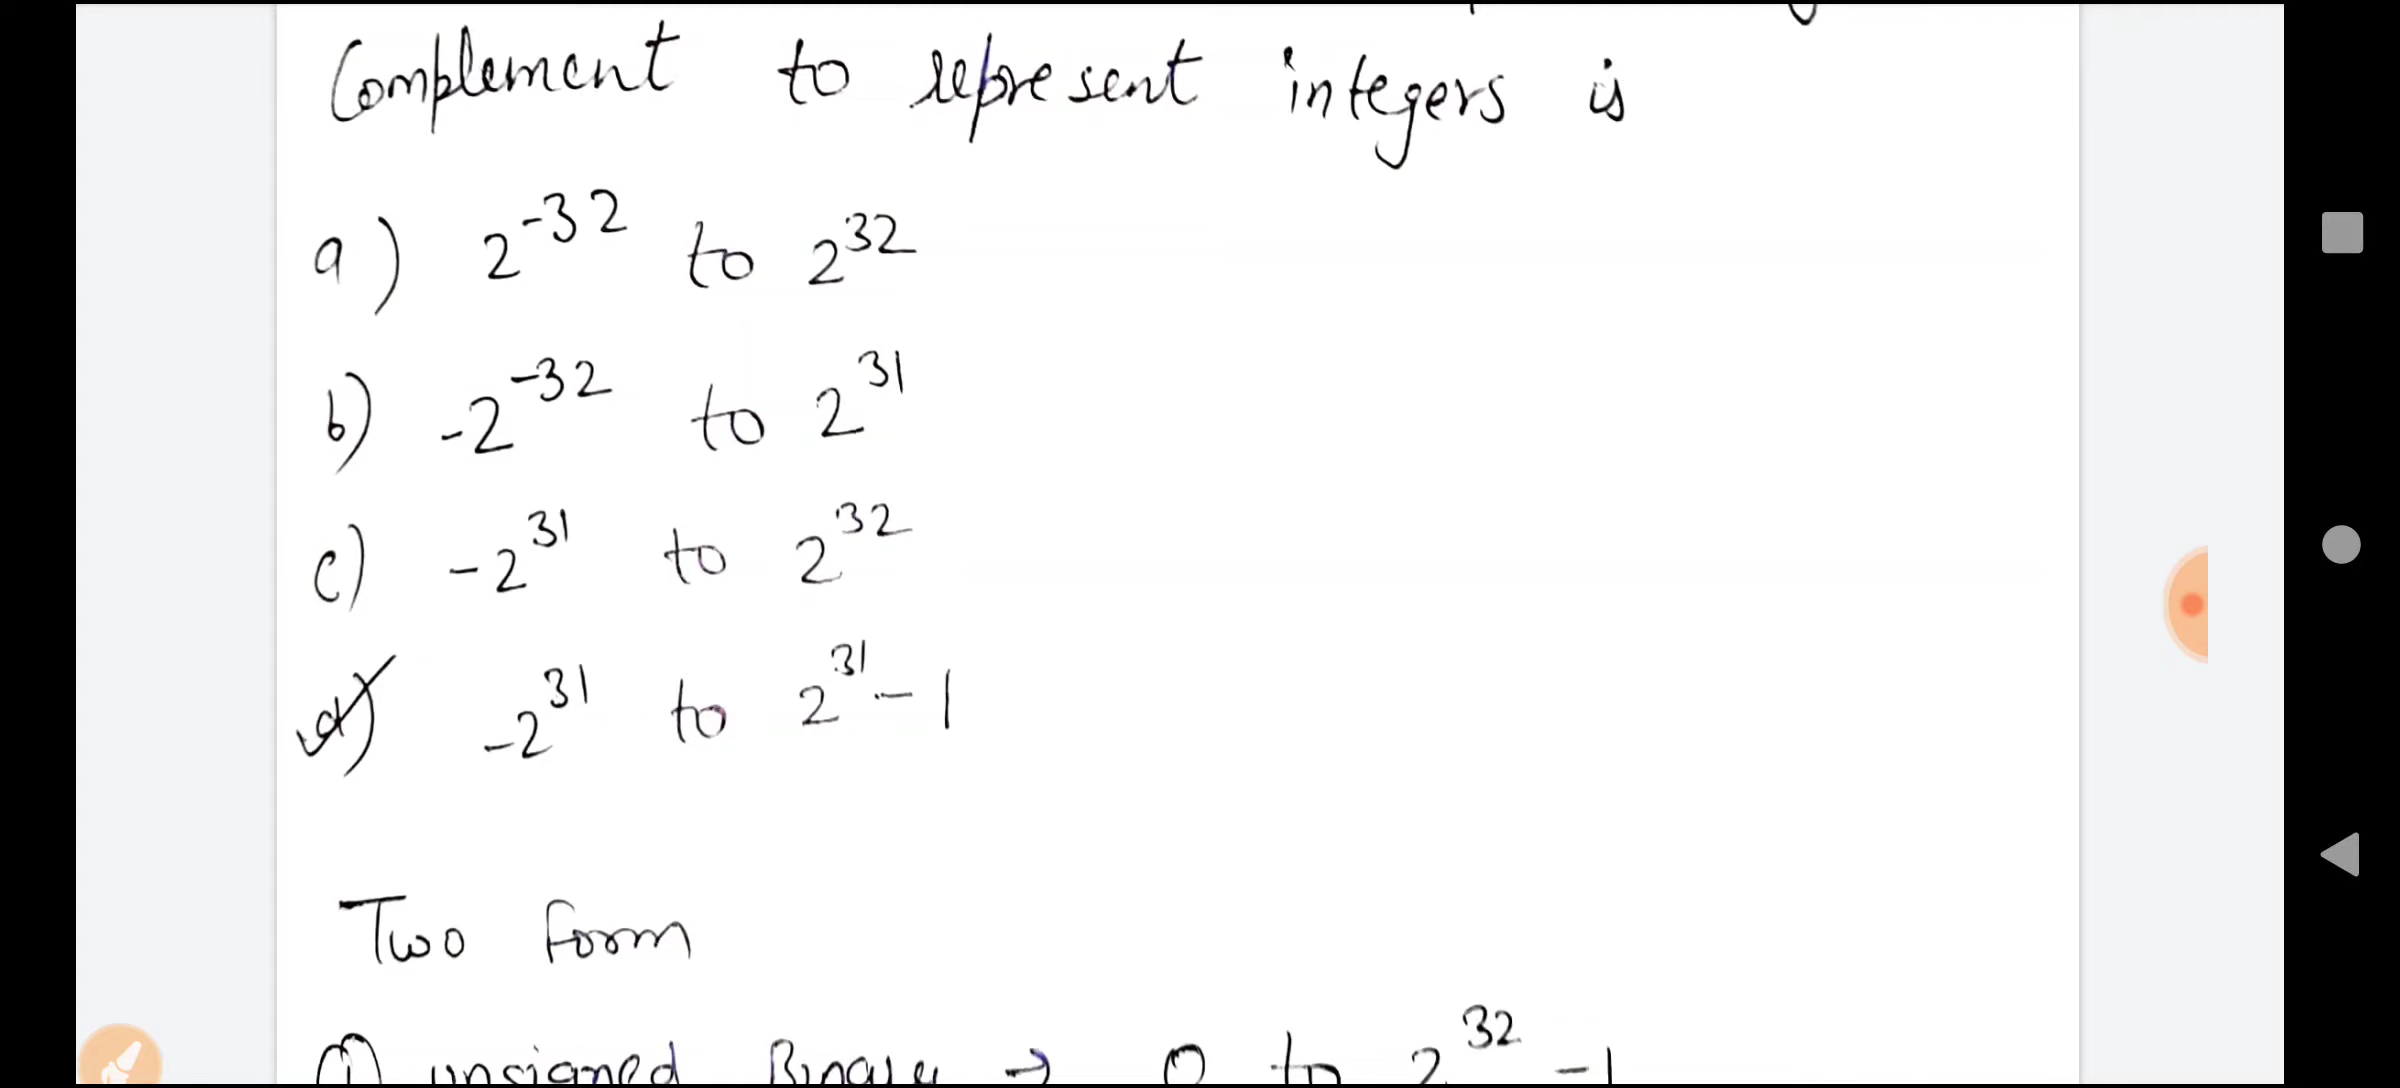 Complement to represent integers is
a) 2^-32 to 2^32
b) -2^-32 to 2^31
c) -2^31 to 2^32
d) -2^31 to 2^31 - 1
Two Form
① unsigned Binary → 0 to 2^32 - 1